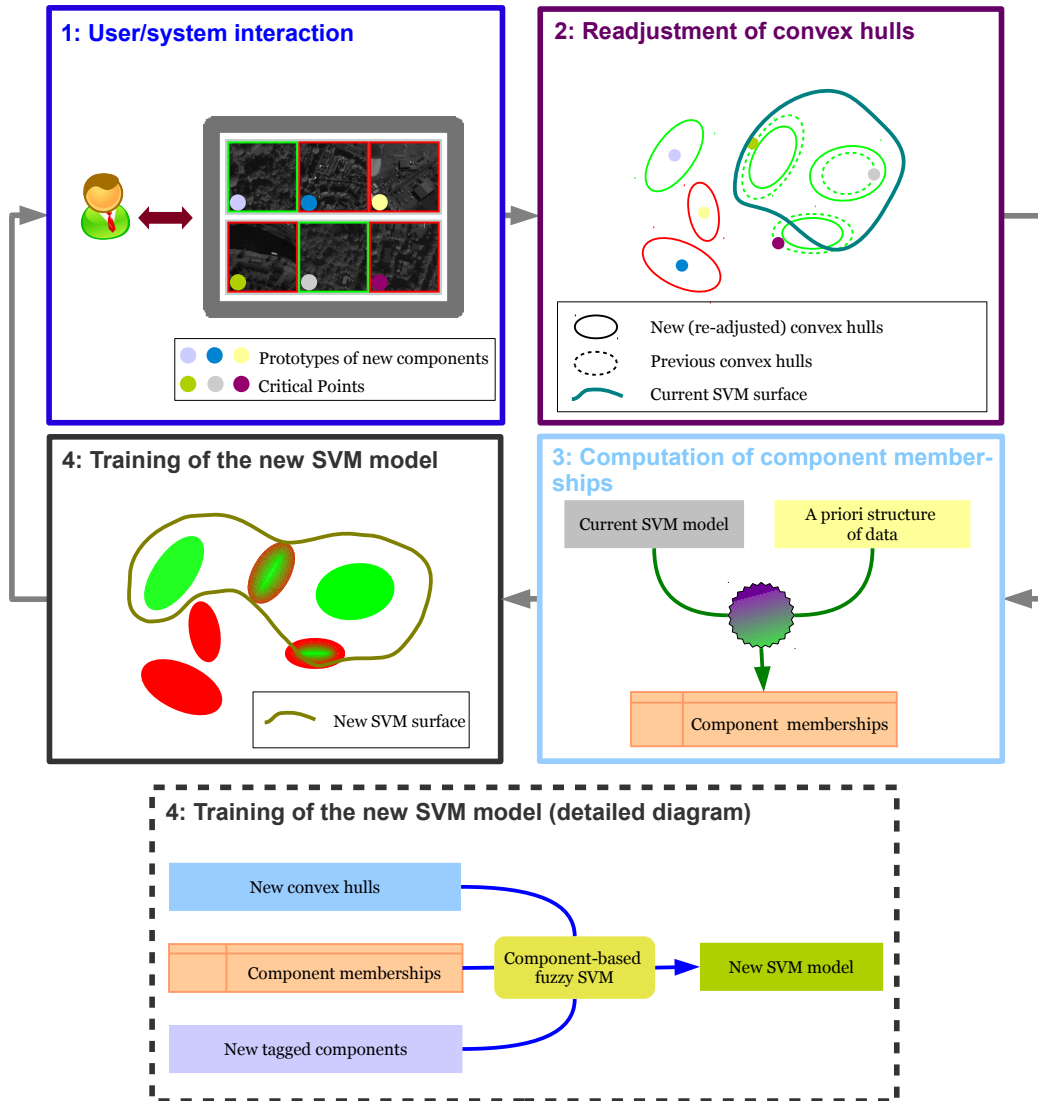 1: User/system interaction
Prototypes of new components
Critical Points
2: Readjustment of convex hulls
New (re-adjusted) convex hulls
Previous convex hulls
Current SVM surface
3: Computation of component member-
ships
Current SVM model
A priori structure
of data
Component memberships
4: Training of the new SVM model
New SVM surface
4: Training of the new SVM model (detailed diagram)
New convex hulls
Component memberships
New tagged components
Component-based
fuzzy SVM
New SVM model